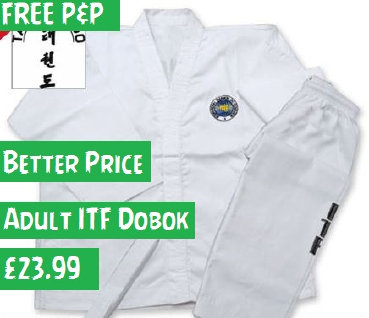 FREE P&P
태권도
BETTER PRICE
ADULT ITF DOBOK
£23.99